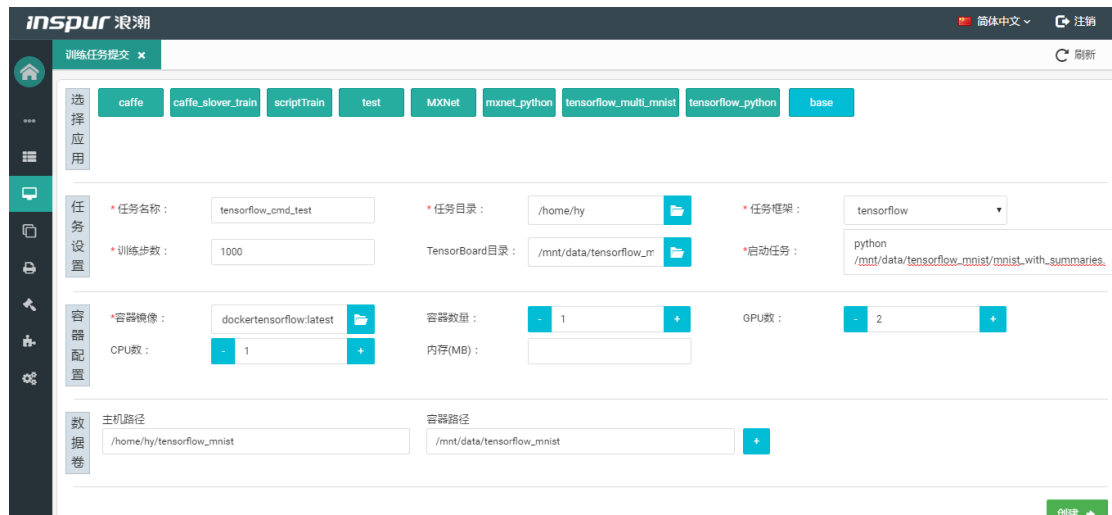 inspur 浪潮
简体中文
注销
训练任务提交 ×
刷新
选择应用
caffe
caffe_slover_train
scriptTrain
test
MXNet
mxnet_python
tensorflow_multi_mnist
tensorflow_python
base
任务设置
* 任务名称：
tensorflow_cmd_test
* 任务目录：
/home/hy
* 任务框架：
tensorflow
* 训练步数：
1000
TensorBoard目录：
/mnt/data/tensorflow_m
*启动任务：
python
/mnt/data/tensorflow_mnist/mnist_with_summaries.
容器配置
*容器镜像：
dockertensorflow:latest
容器数量：
- 1 +
GPU数：
- 2 +
CPU数：
- 1 +
内存(MB)：
数据卷
主机路径
容器路径
/home/hy/tensorflow_mnist
/mnt/data/tensorflow_mnist
+
创建